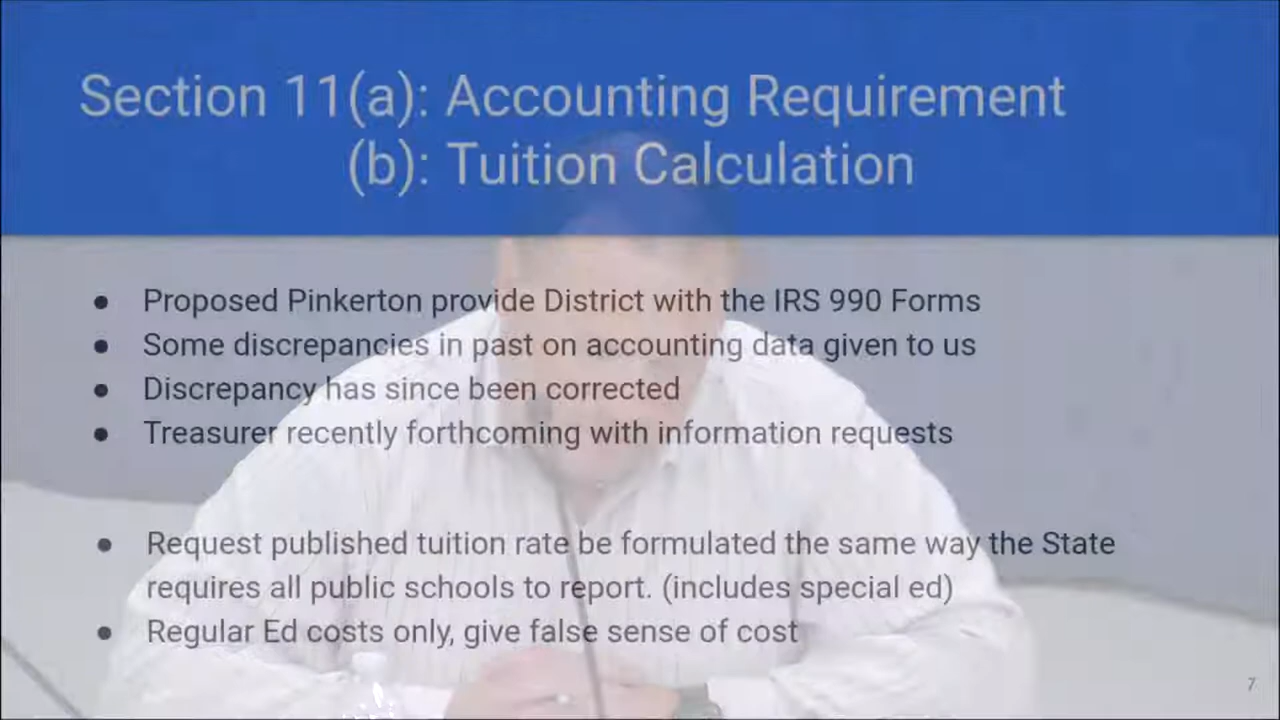 Section 11(a): Accounting Requirement
(b): Tuition Calculation
● Proposed Pinkerton provide District with the IRS 990 Forms
● Some discrepancies in past on accounting data given to us
● Discrepancy has since been corrected
● Treasurer recently forthcoming with information requests
● Request published tuition rate be formulated the same way the State
requires all public schools to report. (includes special ed)
● Regular Ed costs only, give false sense of cost
7